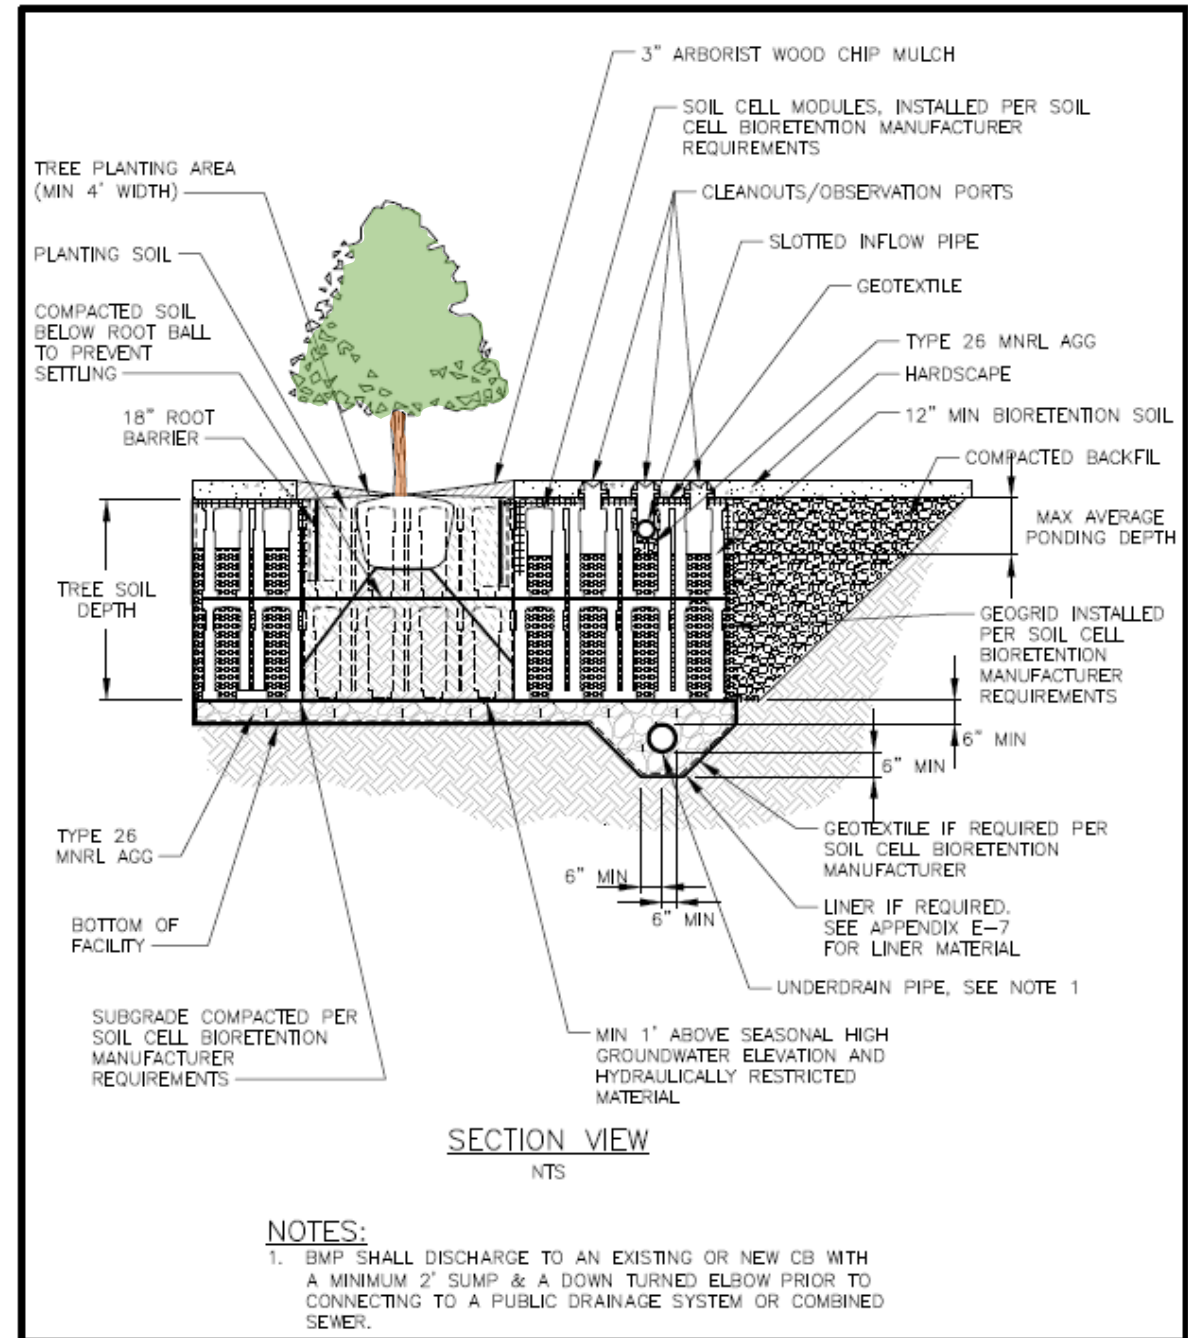 3" ARBORIST WOOD CHIP MULCH
SOIL CELL MODULES, INSTALLED PER SOIL
CELL BIORETENTION MANUFACTURER
REQUIREMENTS
TREE PLANTING AREA
(MIN 4' WIDTH)
CLEANOUTS/OBSERVATION PORTS
PLANTING SOIL
SLOTTED INFLOW PIPE
GEOTEXTILE
COMPACTED SOIL
BELOW ROOT BALL
TO PREVENT
SETTLING
TYPE 26 MNRL AGG
HARDSCAPE
18" ROOT
BARRIER
12" MIN BIORETENTION SOIL
COMPACTED BACKFIL
MAX AVERAGE
PONDING DEPTH
TREE SOIL
DEPTH
GEOGRID INSTALLED
PER SOIL CELL
BIORETENTION
MANUFACTURER
REQUIREMENTS
6" MIN
6" MIN
TYPE 26
MNRL AGG
GEOTEXTILE IF REQUIRED PER
SOIL CELL BIORETENTION
MANUFACTURER
6" MIN
6" MIN
BOTTOM OF
FACILITY
LINER IF REQUIRED.
SEE APPENDIX E-7
FOR LINER MATERIAL
UNDERDRAIN PIPE, SEE NOTE 1
SUBGRADE COMPACTED PER
SOIL CELL BIORETENTION
MANUFACTURER
REQUIREMENTS
MIN 1' ABOVE SEASONAL HIGH
GROUNDWATER ELEVATION AND
HYDRAULICALLY RESTRICTED
MATERIAL
SECTION VIEW
NTS
NOTES:
1. BMP SHALL DISCHARGE TO AN EXISTING OR NEW CB WITH
A MINIMUM 2' SUMP & A DOWN TURNED ELBOW PRIOR TO
CONNECTING TO A PUBLIC DRAINAGE SYSTEM OR COMBINED
SEWER.